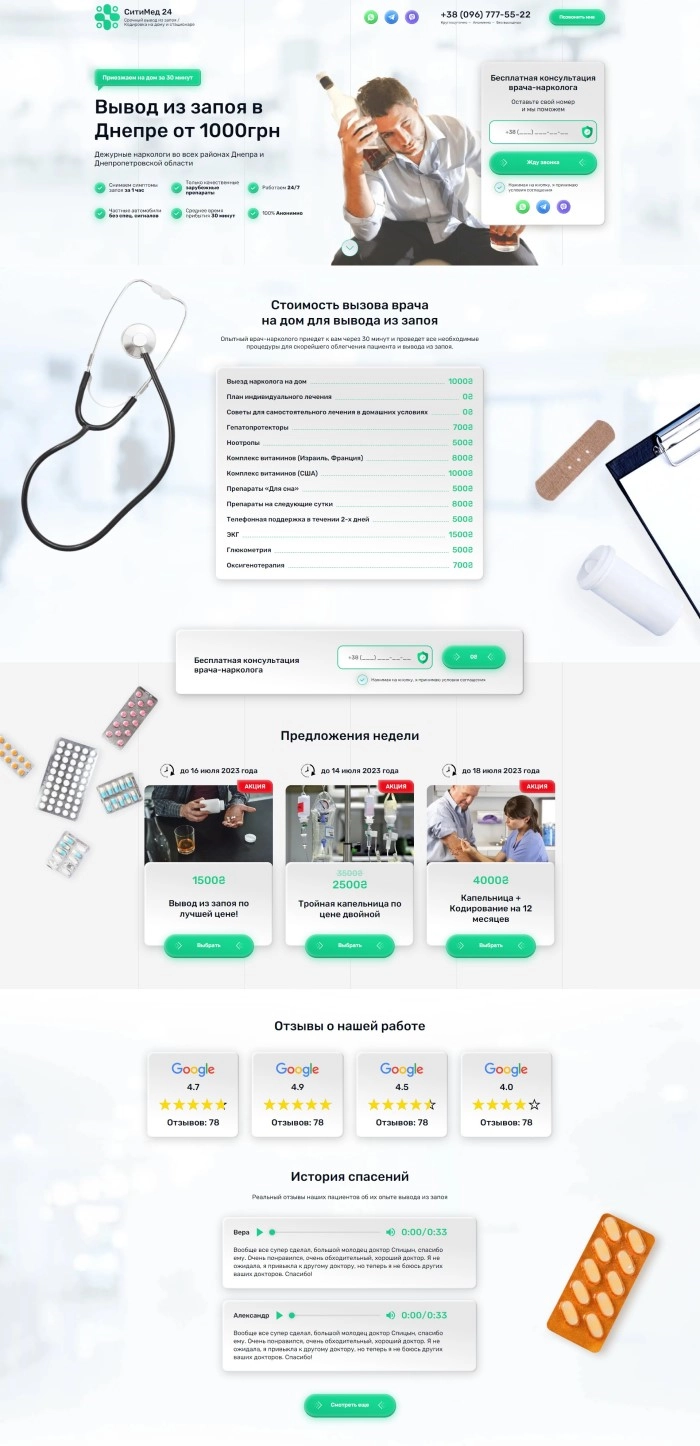 СитиМед 24
Срочный вывод из запоя /
Кодировка на дому и стационаре
+38 (096) 777-55-22
Круглосуточно · Анонимно · Без выходных
Позвонить мне
Приезжаем на дом за 30 минут
Вывод из запоя в
Днепре от 1000грн
Дежурные наркологи во всех районах Днепра и
Днепропетровской области
Снимаем симптомы
запоя за 1 час
Только качественные
зарубежные
препараты
Работаем 24/7
Частные автомобили
без спец. сигналов
Среднее время
прибытия 30 минут
100% Анонимно
Бесплатная консультация
врача-нарколога
Оставьте свой номер
и мы поможем
+38 (___) ___-__-__
Жду звонка
Нажимая на кнопку, я принимаю
условия соглашения
Стоимость вызова врача
на дом для вывода из запоя
Опытный врач-нарколог приедет к вам через 30 минут и проведет все необходимые
процедуры для скорейшего облегчения пациента и вывода из запоя.
Выезд нарколога на дом 1000₴
План индивидуального лечения 0₴
Советы для самостоятельного лечения в домашних условиях 0₴
Гепатопротекторы 700₴
Ноотропы 500₴
Комплекс витаминов (Израиль, Франция) 800₴
Комплекс витаминов (США) 1000₴
Препараты «Для сна» 500₴
Препараты на следующие сутки 800₴
Телефонная поддержка в течении 2-х дней 500₴
ЭКГ 1500₴
Глюкометрия 500₴
Оксигенотерапия 700₴
Бесплатная консультация
врача-нарколога
+38 (___) ___-__-__
ОК
Нажимая на кнопку, я принимаю условия соглашения
Предложения недели
до 16 июля 2023 года
до 14 июля 2023 года
до 18 июля 2023 года
АКЦИЯ
АКЦИЯ
АКЦИЯ
1500₴
Вывод из запоя по
лучшей цене!
Выбрать
3500₴
2500₴
Тройная капельница по
цене двойной
Выбрать
4000₴
Капельница +
Кодирование на 12
месяцев
Выбрать
Отзывы о нашей работе
Google
4.7
Отзывов: 78
Google
4.9
Отзывов: 78
Google
4.5
Отзывов: 78
Google
4.0
Отзывов: 78
История спасений
Реальный отзывы наших пациентов об их опыте вывода из запоя
Вера 0:00/0:33
Вообще все супер сделал, большой молодец доктор Спицын, спасибо
ему. Очень понравился, очень обходительный, хороший доктор. Я не
ожидала, я привыкла к другому доктору, но теперь я не боюсь других
ваших докторов. Спасибо!
Александр 0:00/0:33
Вообще все супер сделал, большой молодец доктор Спицын, спасибо
ему. Очень понравился, очень обходительный, хороший доктор. Я не
ожидала, я привыкла к другому доктору, но теперь я не боюсь других
ваших докторов. Спасибо!
Смотреть еще